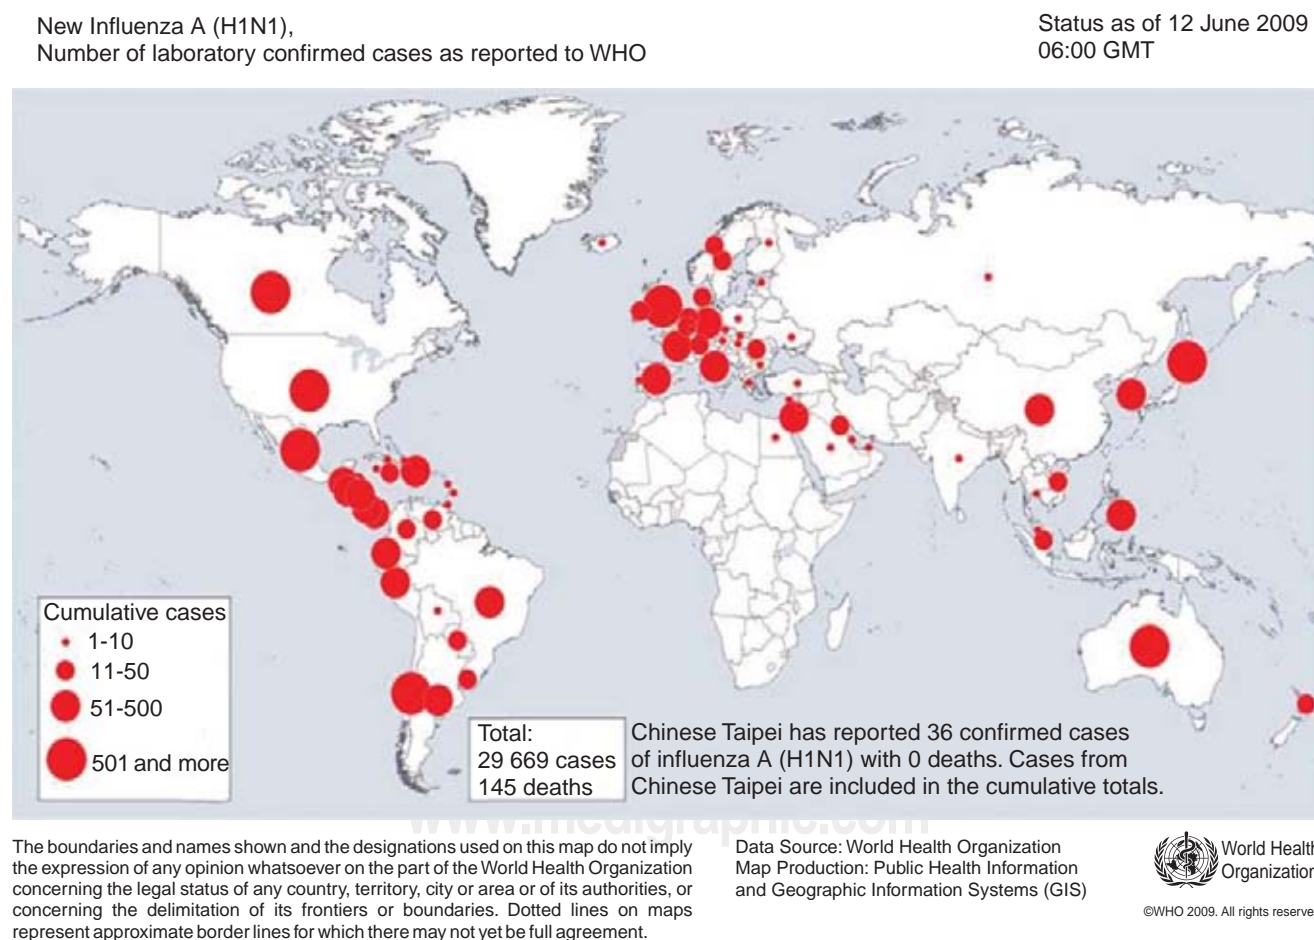 New Influenza A (H1N1),
Number of laboratory confirmed cases as reported to WHO
Status as of 12 June 2009
06:00 GMT
Cumulative cases
1-10
11-50
51-500
501 and more
Total:
29 669 cases
145 deaths
Chinese Taipei has reported 36 confirmed cases
of influenza A (H1N1) with 0 deaths. Cases from
Chinese Taipei are included in the cumulative totals.
www.medigraphic.com
The boundaries and names shown and the designations used on this map do not imply
the expression of any opinion whatsoever on the part of the World Health Organization
concerning the legal status of any country, territory, city or area or of its authorities, or
concerning the delimitation of its frontiers or boundaries. Dotted lines on maps
represent approximate border lines for which there may not yet be full agreement.
Data Source: World Health Organization
Map Production: Public Health Information
and Geographic Information Systems (GIS)
World Health
Organization
©WHO 2009. All rights reserve